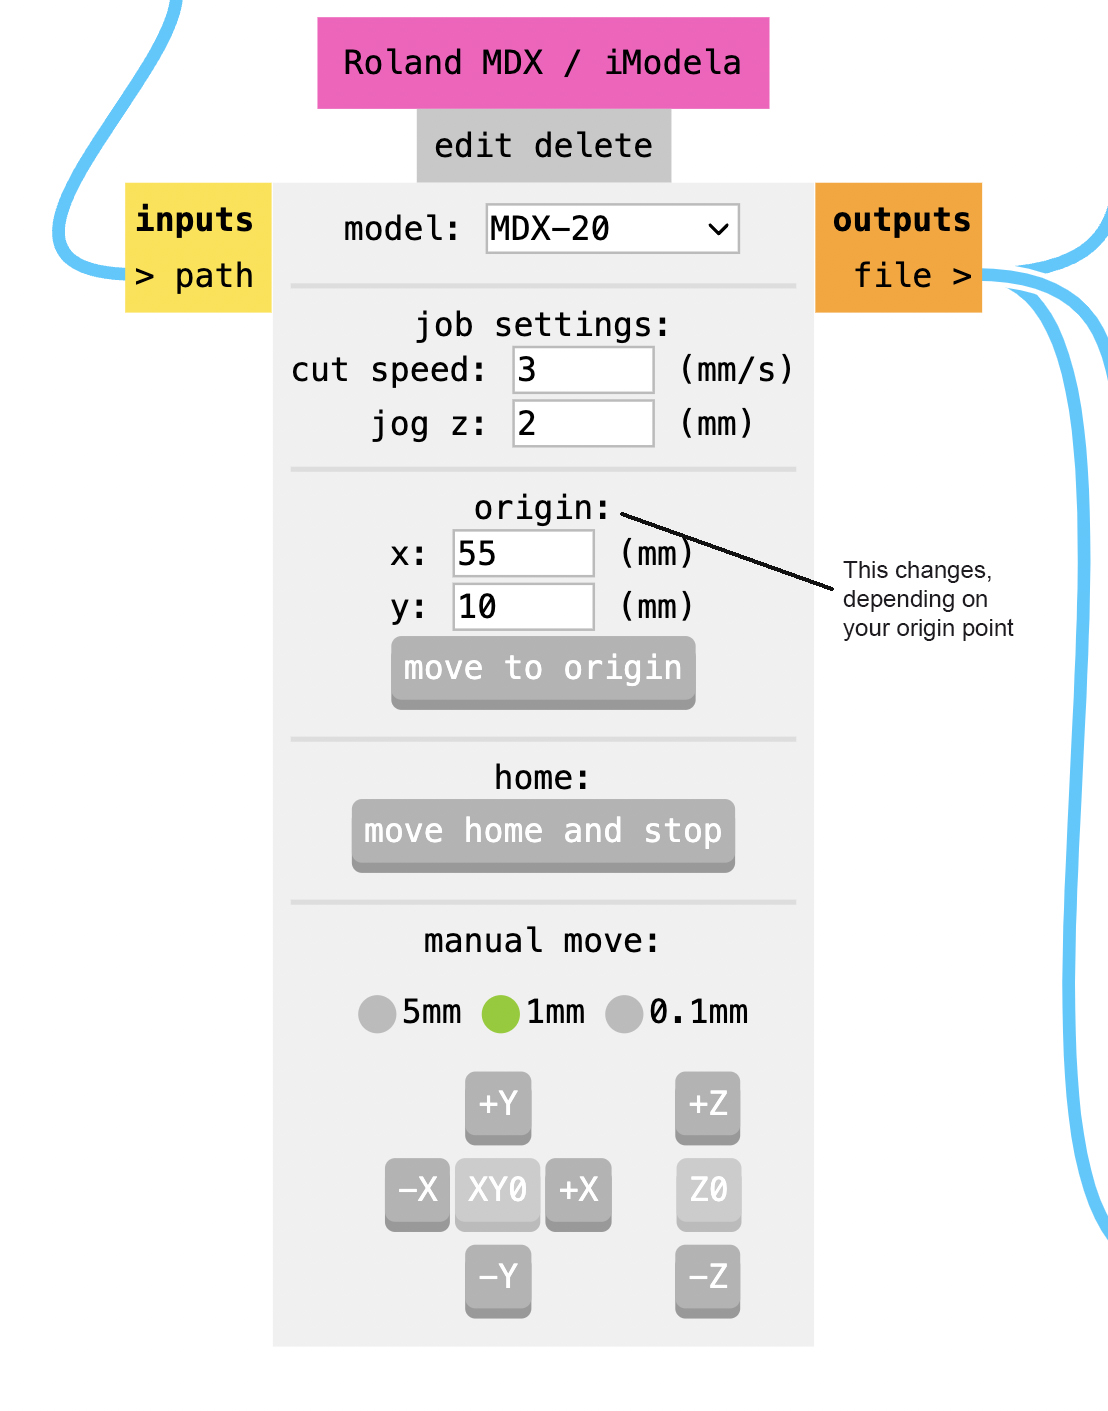 Roland MDX / iModela
edit delete
inputs
> path
outputs
file >
model: MDX-20
job settings:
cut speed: 3 (mm/s)
jog z: 2 (mm)
origin:
x: 55 (mm)
y: 10 (mm)
This changes,
depending on
your origin point
move to origin
home:
move home and stop
manual move:
5mm 1mm 0.1mm
+Y +Z
-X XY0 +X Z0
-Y -Z